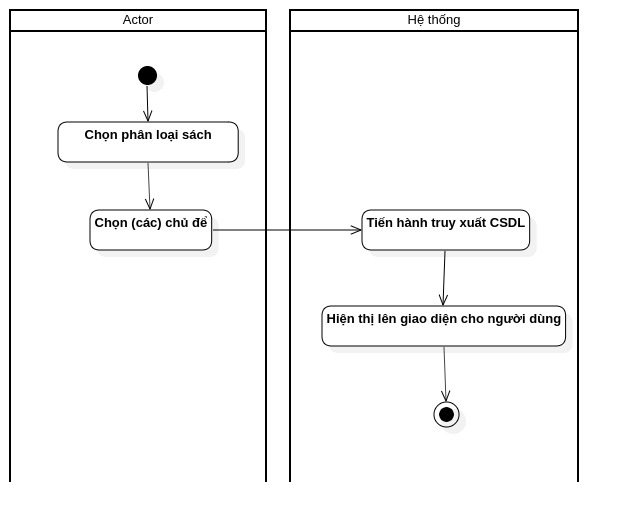 Actor
Hệ thống
Chọn phân loại sách
Chọn (các) chủ để
Tiến hành truy xuất CSDL
Hiện thị lên giao diện cho người dùng